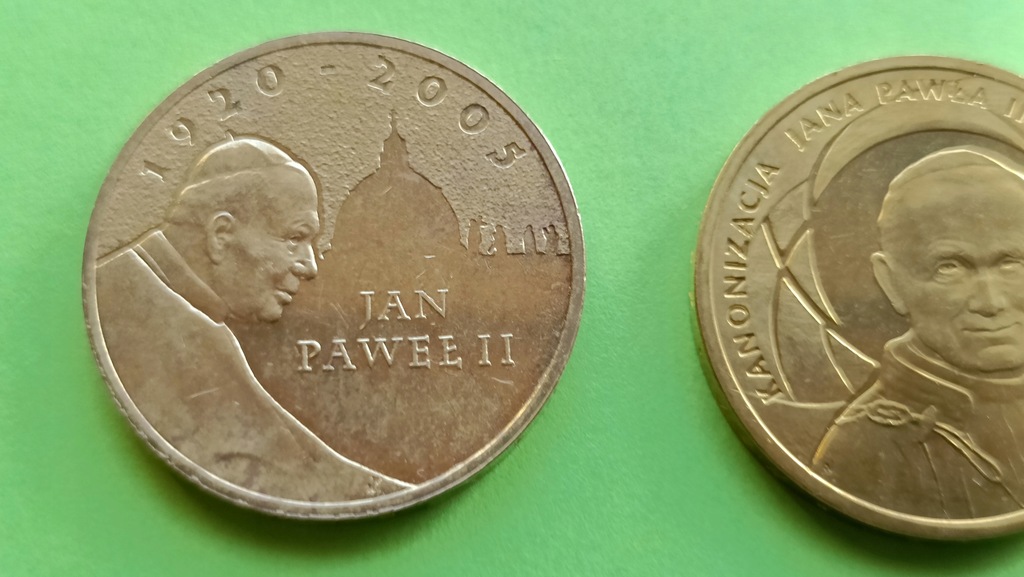 1920 - 2005
JAN
PAWEŁ II
KANONIZACJA JANA PAWŁA II